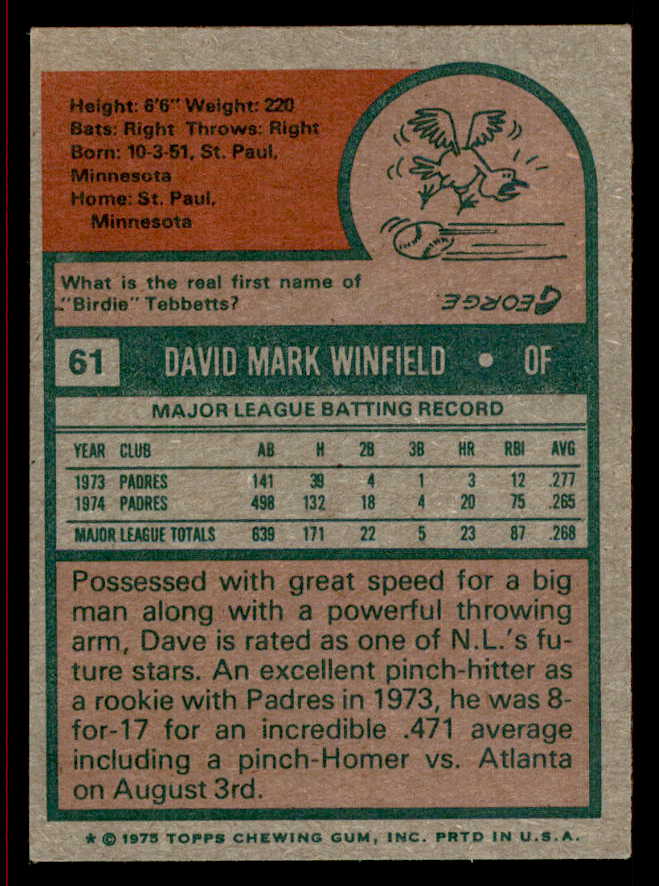 Height: 6'6" Weight: 220
Bats: Right Throws: Right
Born: 10-3-51, St. Paul,
Minnesota
Home: St. Paul,
Minnesota
What is the real first name of
"Birdie" Tebbetts?
GEORGE.
61 DAVID MARK WINFIELD • OF
MAJOR LEAGUE BATTING RECORD
YEAR CLUB AB H 2B 3B HR RBI AVG
1973 PADRES 141 39 4 1 3 12 .277
1974 PADRES 498 132 18 4 20 75 .265
MAJOR LEAGUE TOTALS 639 171 22 5 23 87 .268
Possessed with great speed for a big
man along with a powerful throwing
arm, Dave is rated as one of N.L.'s fu-
ture stars. An excellent pinch-hitter as
a rookie with Padres in 1973, he was 8-
for-17 for an incredible .471 average
including a pinch-Homer vs. Atlanta
on August 3rd.
* © 1975 TOPPS CHEWING GUM, INC. PRTD IN U.S.A.